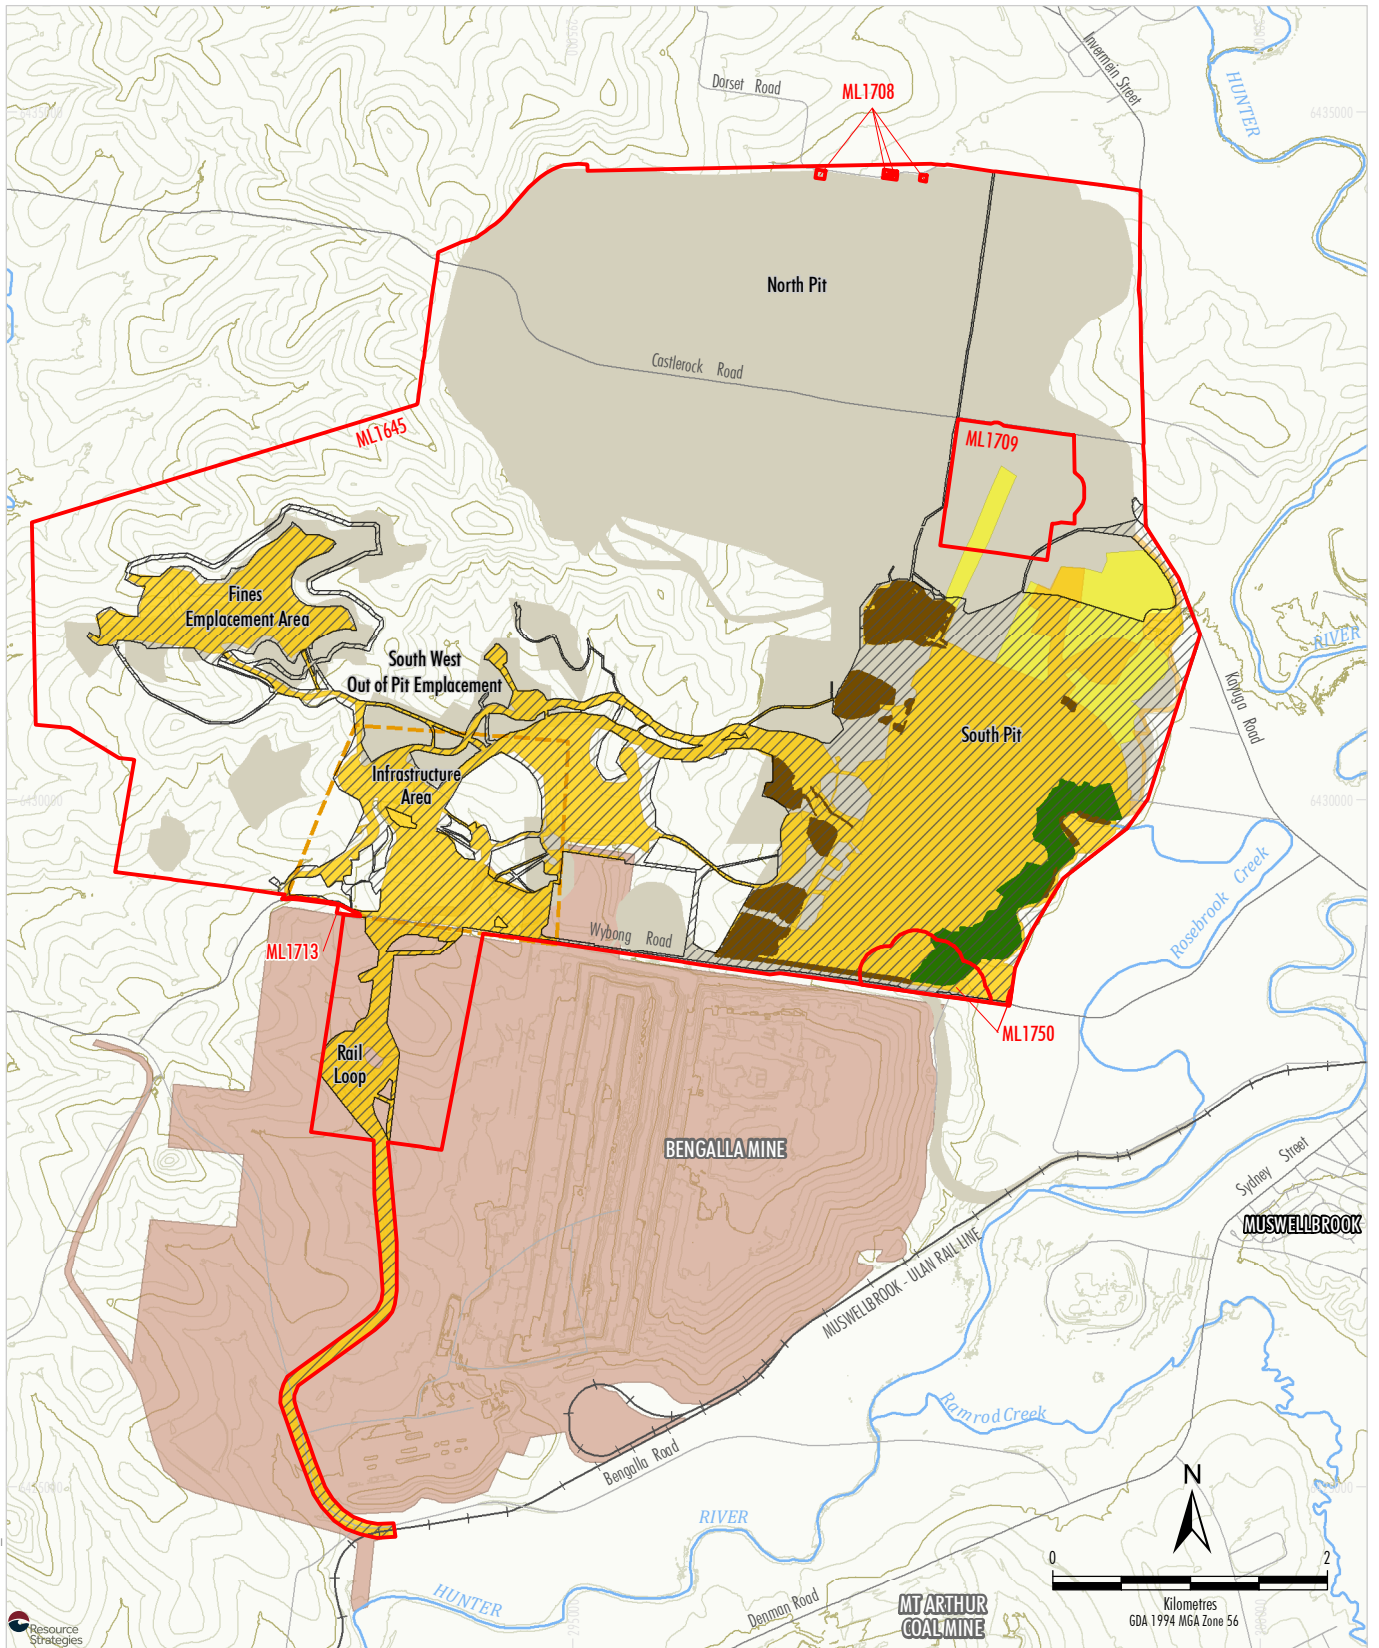 Dorset Road
ML1708
Invermein Street
HUNTER
6435000
6435000
North Pit
Castlerock Road
ML1645
ML1709
Fines
Emplacement Area
South West
Out of Pit Emplacement
RIVER
Kayuga Road
South Pit
Infrastructure
Area
6430000
6430000
Rosebrook Creek
Wybong Road
ML1713
ML1750
Rail
Loop
BENGALLA MINE
Sydney Street
MUSWELLBROOK
MUSWELLBROOK - ULAN RAIL LINE
Ramrod Creek
Bengalla Road
N
RIVER
0 2
Kilometres
GDA 1994 MGA Zone 56
HUNTER
Denman Road
MT ARTHUR
COAL MINE
295000
Resource
Strategies